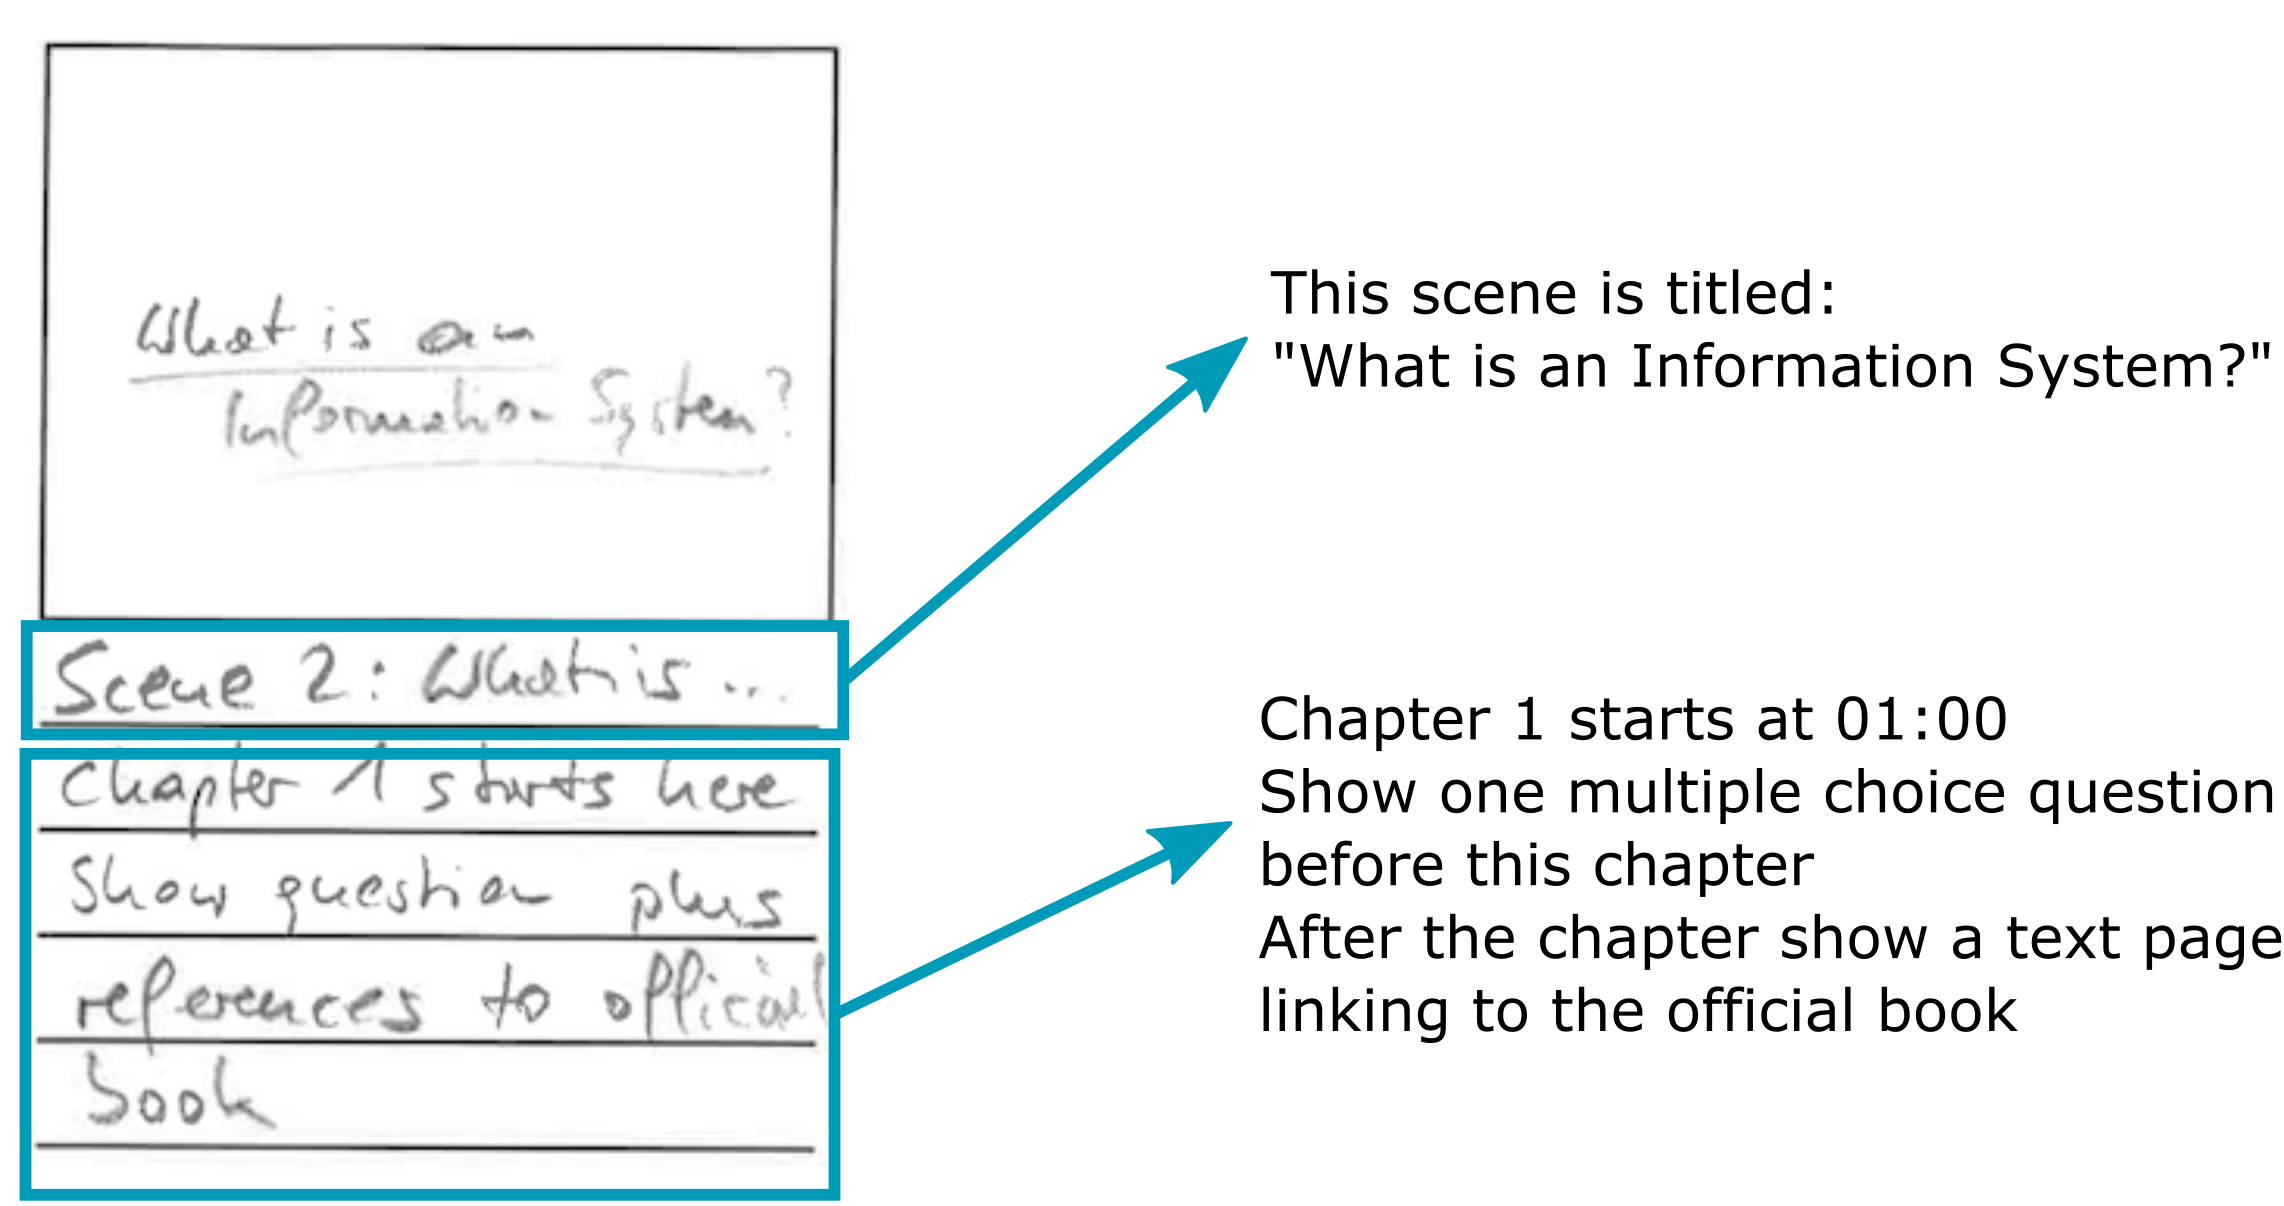 What is an
Information System?
Scene 2: What is ...
Chapter 1 starts here
Show question plus
references to official
book
This scene is titled:
"What is an Information System?"
Chapter 1 starts at 01:00
Show one multiple choice question
before this chapter
After the chapter show a text page
linking to the official book